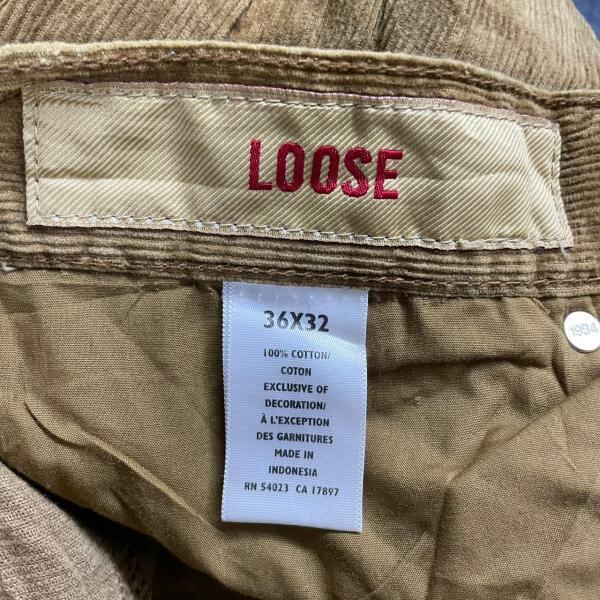 LOOSE
36X32
100% COTTON/
COTON
EXCLUSIVE OF
DECORATION/
À L'EXCEPTION
DES GARNITURES
MADE IN
INDONESIA
RN 54023 CA 17897
1994